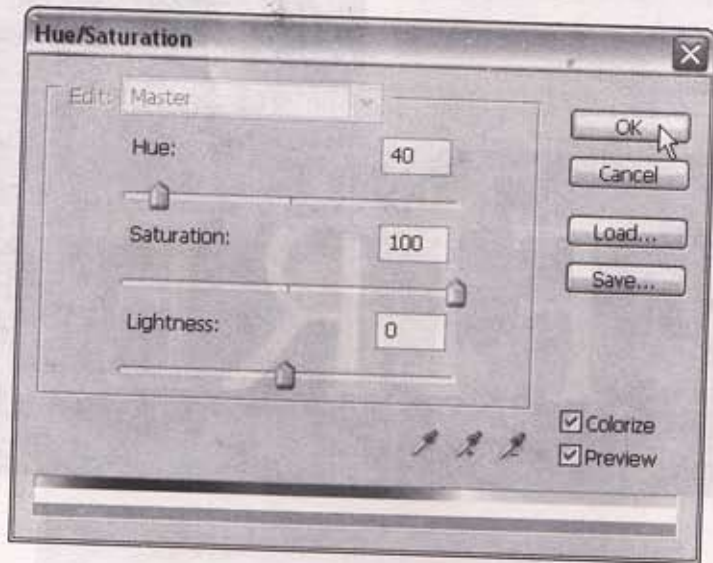 Hue/Saturation
Edit: Master
Hue: 40
Saturation: 100
Lightness: 0
OK
Cancel
Load...
Save...
Colorize
Preview